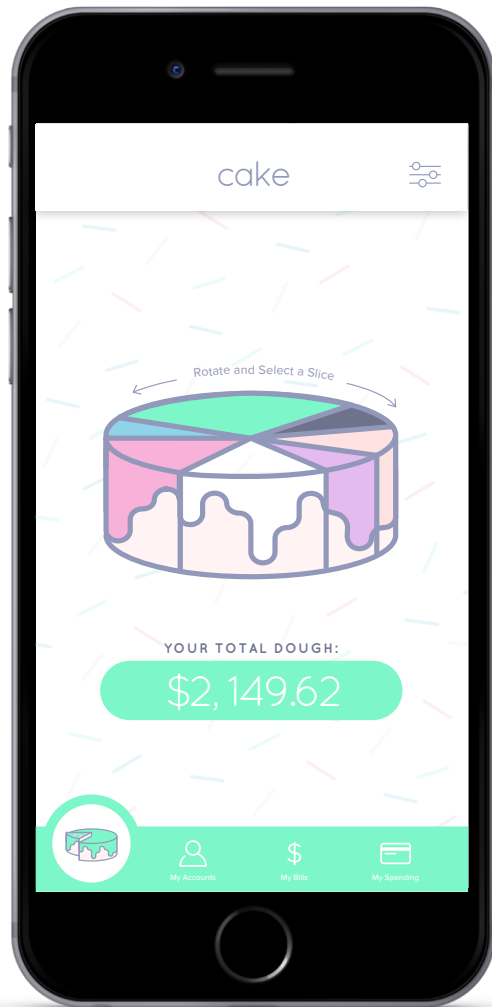 cake
Rotate and Select a Slice
YOUR TOTAL DOUGH:
$2,149.62
My Accounts
$
My Bills
My Spending